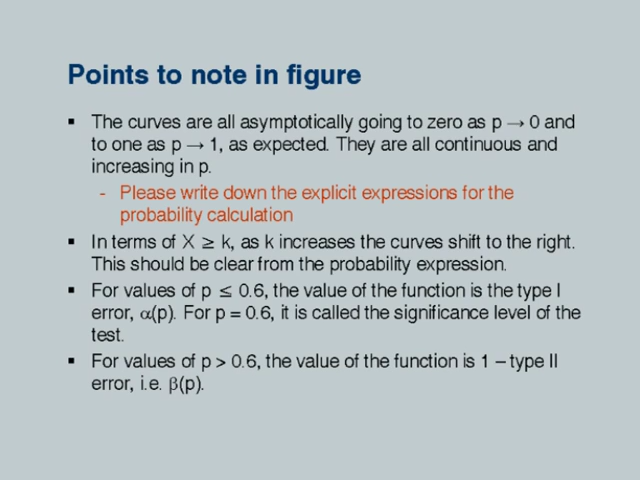 Points to note in figure
▪ The curves are all asymptotically going to zero as p → 0 and
to one as p → 1, as expected. They are all continuous and
increasing in p.
- Please write down the explicit expressions for the
probability calculation
▪ In terms of X ≥ k, as k increases the curves shift to the right.
This should be clear from the probability expression.
▪ For values of p ≤ 0.6, the value of the function is the type I
error, α(p). For p = 0.6, it is called the significance level of the
test.
▪ For values of p > 0.6, the value of the function is 1 – type II
error, i.e. β(p).